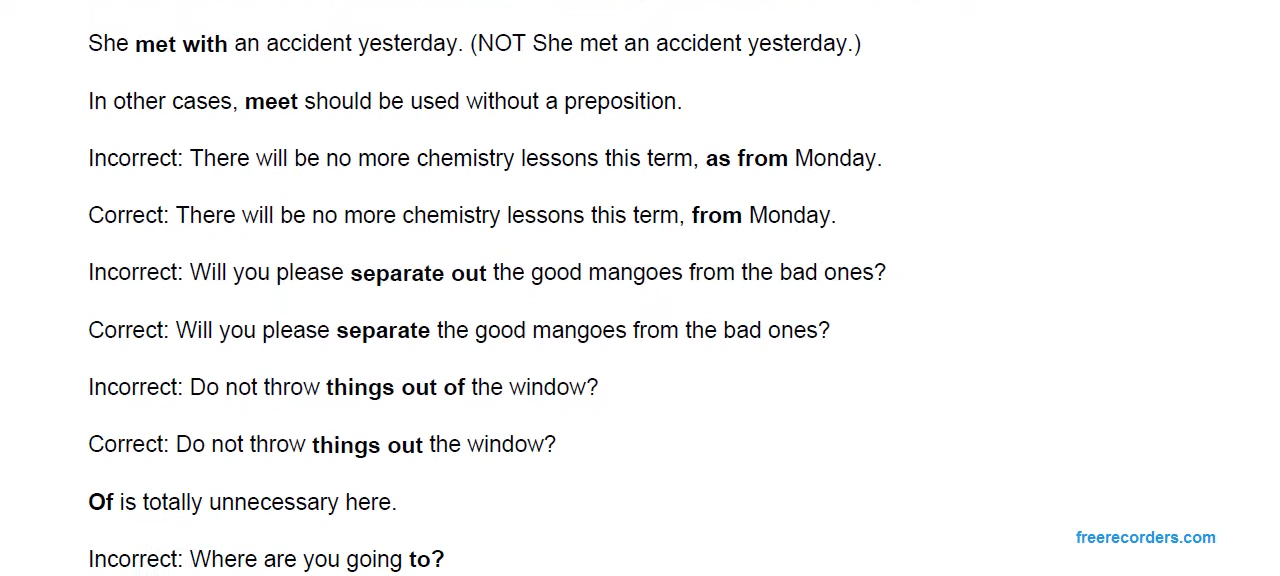 She met with an accident yesterday. (NOT She met an accident yesterday.)
In other cases, meet should be used without a preposition.
Incorrect: There will be no more chemistry lessons this term, as from Monday.
Correct: There will be no more chemistry lessons this term, from Monday.
Incorrect: Will you please separate out the good mangoes from the bad ones?
Correct: Will you please separate the good mangoes from the bad ones?
Incorrect: Do not throw things out of the window?
Correct: Do not throw things out the window?
Of is totally unnecessary here.
freerecorders.com
Incorrect: Where are you going to?